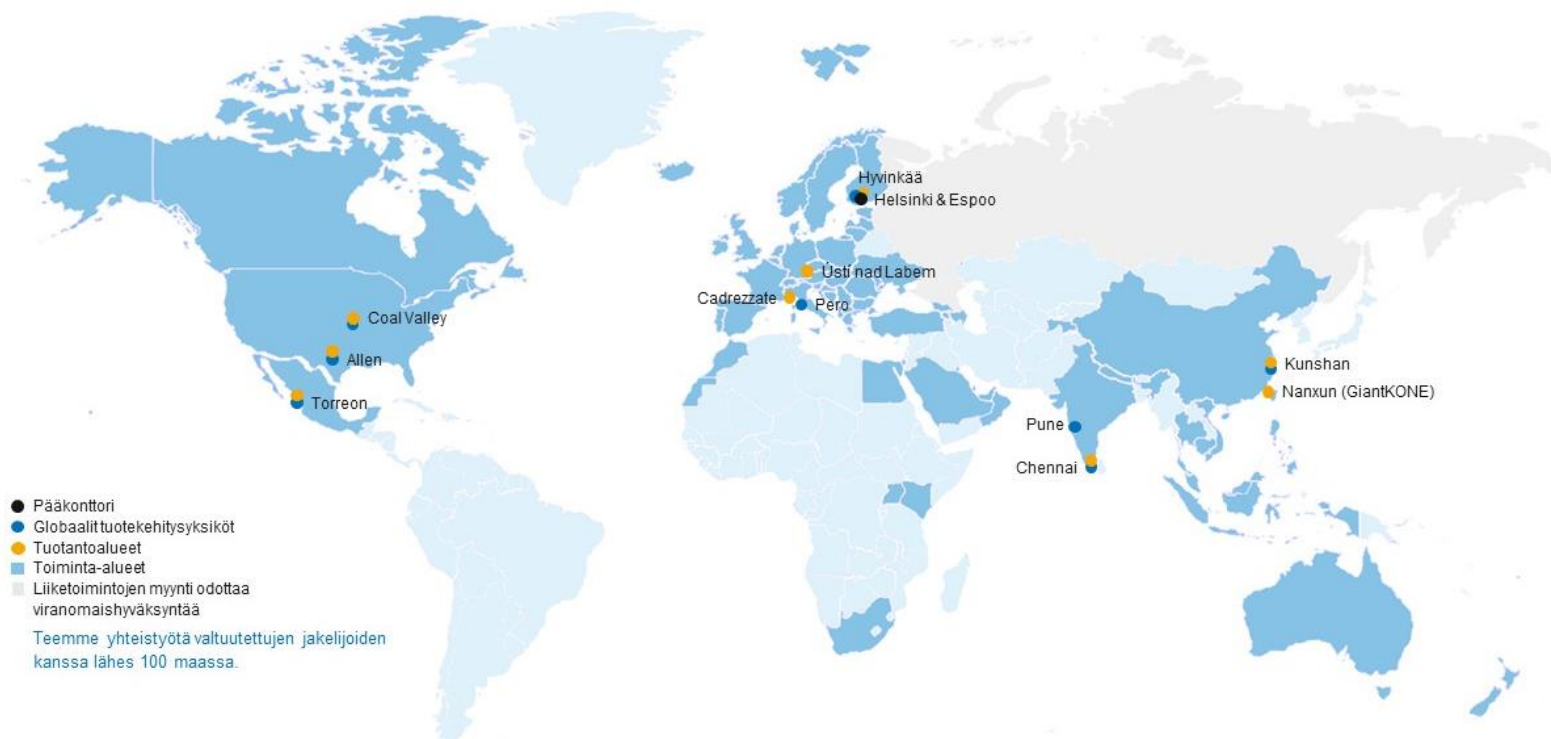 Hyvinkää
Helsinki & Espoo
Ústí nad Labem
Cadrezzate
Pero
Coal Valley
Allen
Torreon
Kunshan
Nanxun (GiantKONE)
Pune
Chennai
Pääkonttori
Globaalit tuotekehitysyksiköt
Tuotantoalueet
Toiminta-alueet
Liiketoimintojen myynti odottaa
viranomaishyväksyntää
Teemme yhteistyötä valtuutettujen jakelijoiden
kanssa lähes 100 maassa.